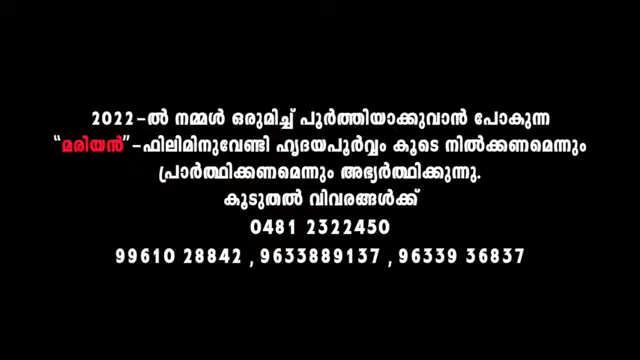 2022-ൽ നമ്മൾ ഒരുമിച്ച് പൂർത്തിയാക്കുവാൻ പോകുന്ന
"മരിയൻ"-ഫിലിമിനുവേണ്ടി ഹൃദയപൂർവ്വം കൂടെ നിൽക്കണമെന്നും
പ്രാർത്ഥിക്കണമെന്നും അഭ്യർത്ഥിക്കുന്നു.
കൂടുതൽ വിവരങ്ങൾക്ക്
0481 2322450
99610 28842 , 9633889137 , 96339 36837